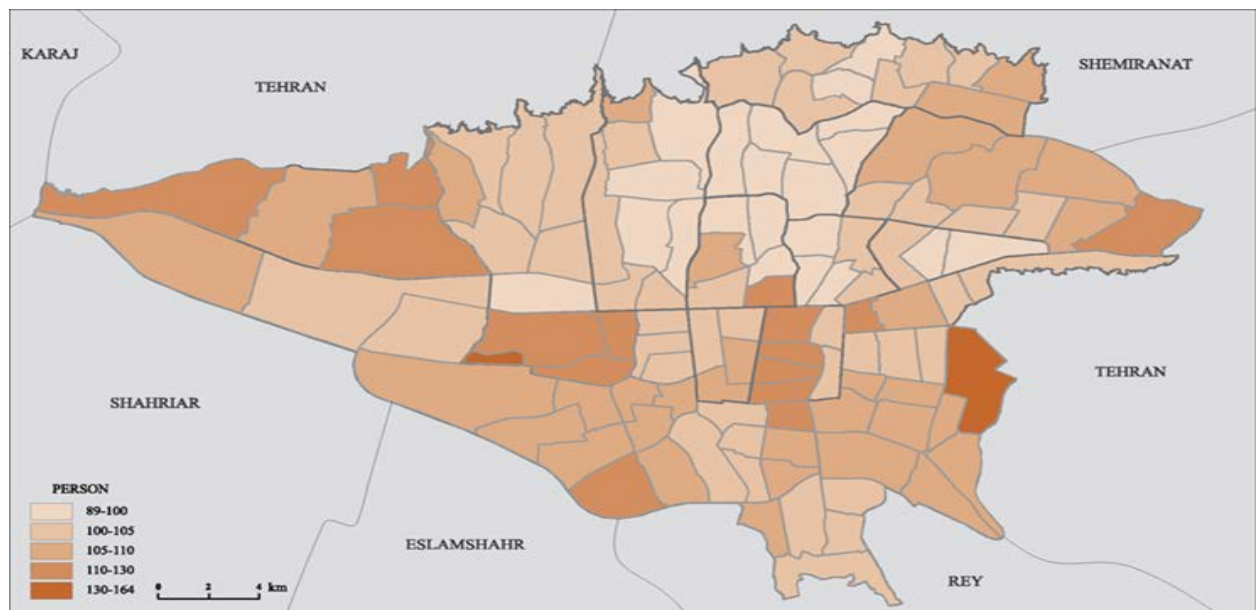 KARAJ
TEHRAN
SHEMIRANAT
TEHRAN
SHAHRIAR
ESLAMSHAHR
REY
PERSON
89-100
100-105
105-110
110-130
130-164
0 2 4 km